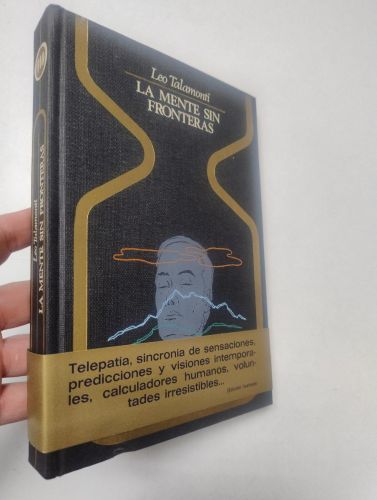 Leo Talamonti
LA MENTE SIN
FRONTERAS
Leo Talamonti
LA MENTE SIN FRONTERAS
Telepatía, sincronía de sensaciones,
predicciones y visiones intempora-
les, calculadores humanos, volun-
tades irresistibles...